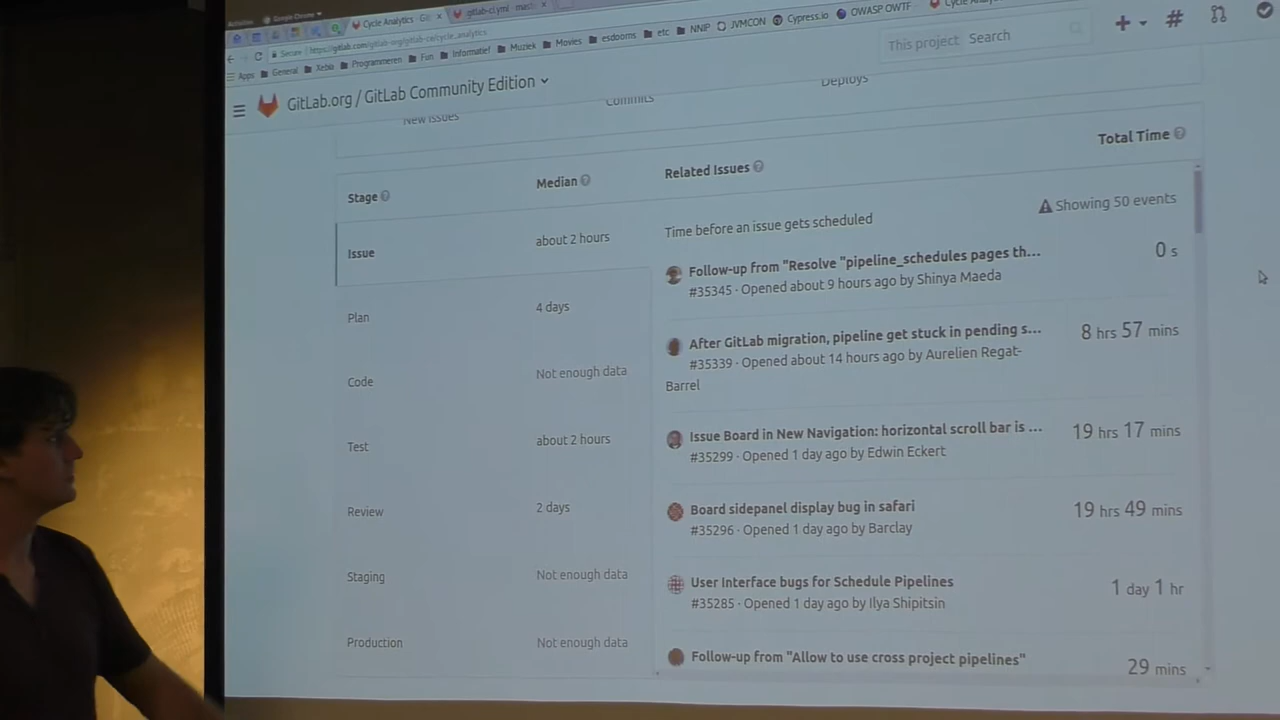 Activities Google Chrome
Cycle Analytics · Git × .gitlab-ci.yml · mast ×
Secure https://gitlab.com/gitlab-org/gitlab-ce/cycle_analytics
Apps General Xebia Programmeren Fun Informatief Muziek Movies esdooms etc NNIP JVMCON Cypress.io OWASP OWTF
GitLab.org / GitLab Community Edition
This project Search
New Issues Commits Deploys
Stage Median Related Issues Total Time
Time before an issue gets scheduled Showing 50 events
Issue about 2 hours
Plan 4 days
Code Not enough data
Test about 2 hours
Review 2 days
Staging Not enough data
Production Not enough data
Follow-up from "Resolve "pipeline_schedules pages th... 0 s
#35345 · Opened about 9 hours ago by Shinya Maeda
After GitLab migration, pipeline get stuck in pending s... 8 hrs 57 mins
#35339 · Opened about 14 hours ago by Aurelien Regat-
Barrel
Issue Board in New Navigation: horizontal scroll bar is ... 19 hrs 17 mins
#35299 · Opened 1 day ago by Edwin Eckert
Board sidepanel display bug in safari 19 hrs 49 mins
#35296 · Opened 1 day ago by Barclay
User Interface bugs for Schedule Pipelines 1 day 1 hr
#35285 · Opened 1 day ago by Ilya Shipitsin
Follow-up from "Allow to use cross project pipelines" 29 mins